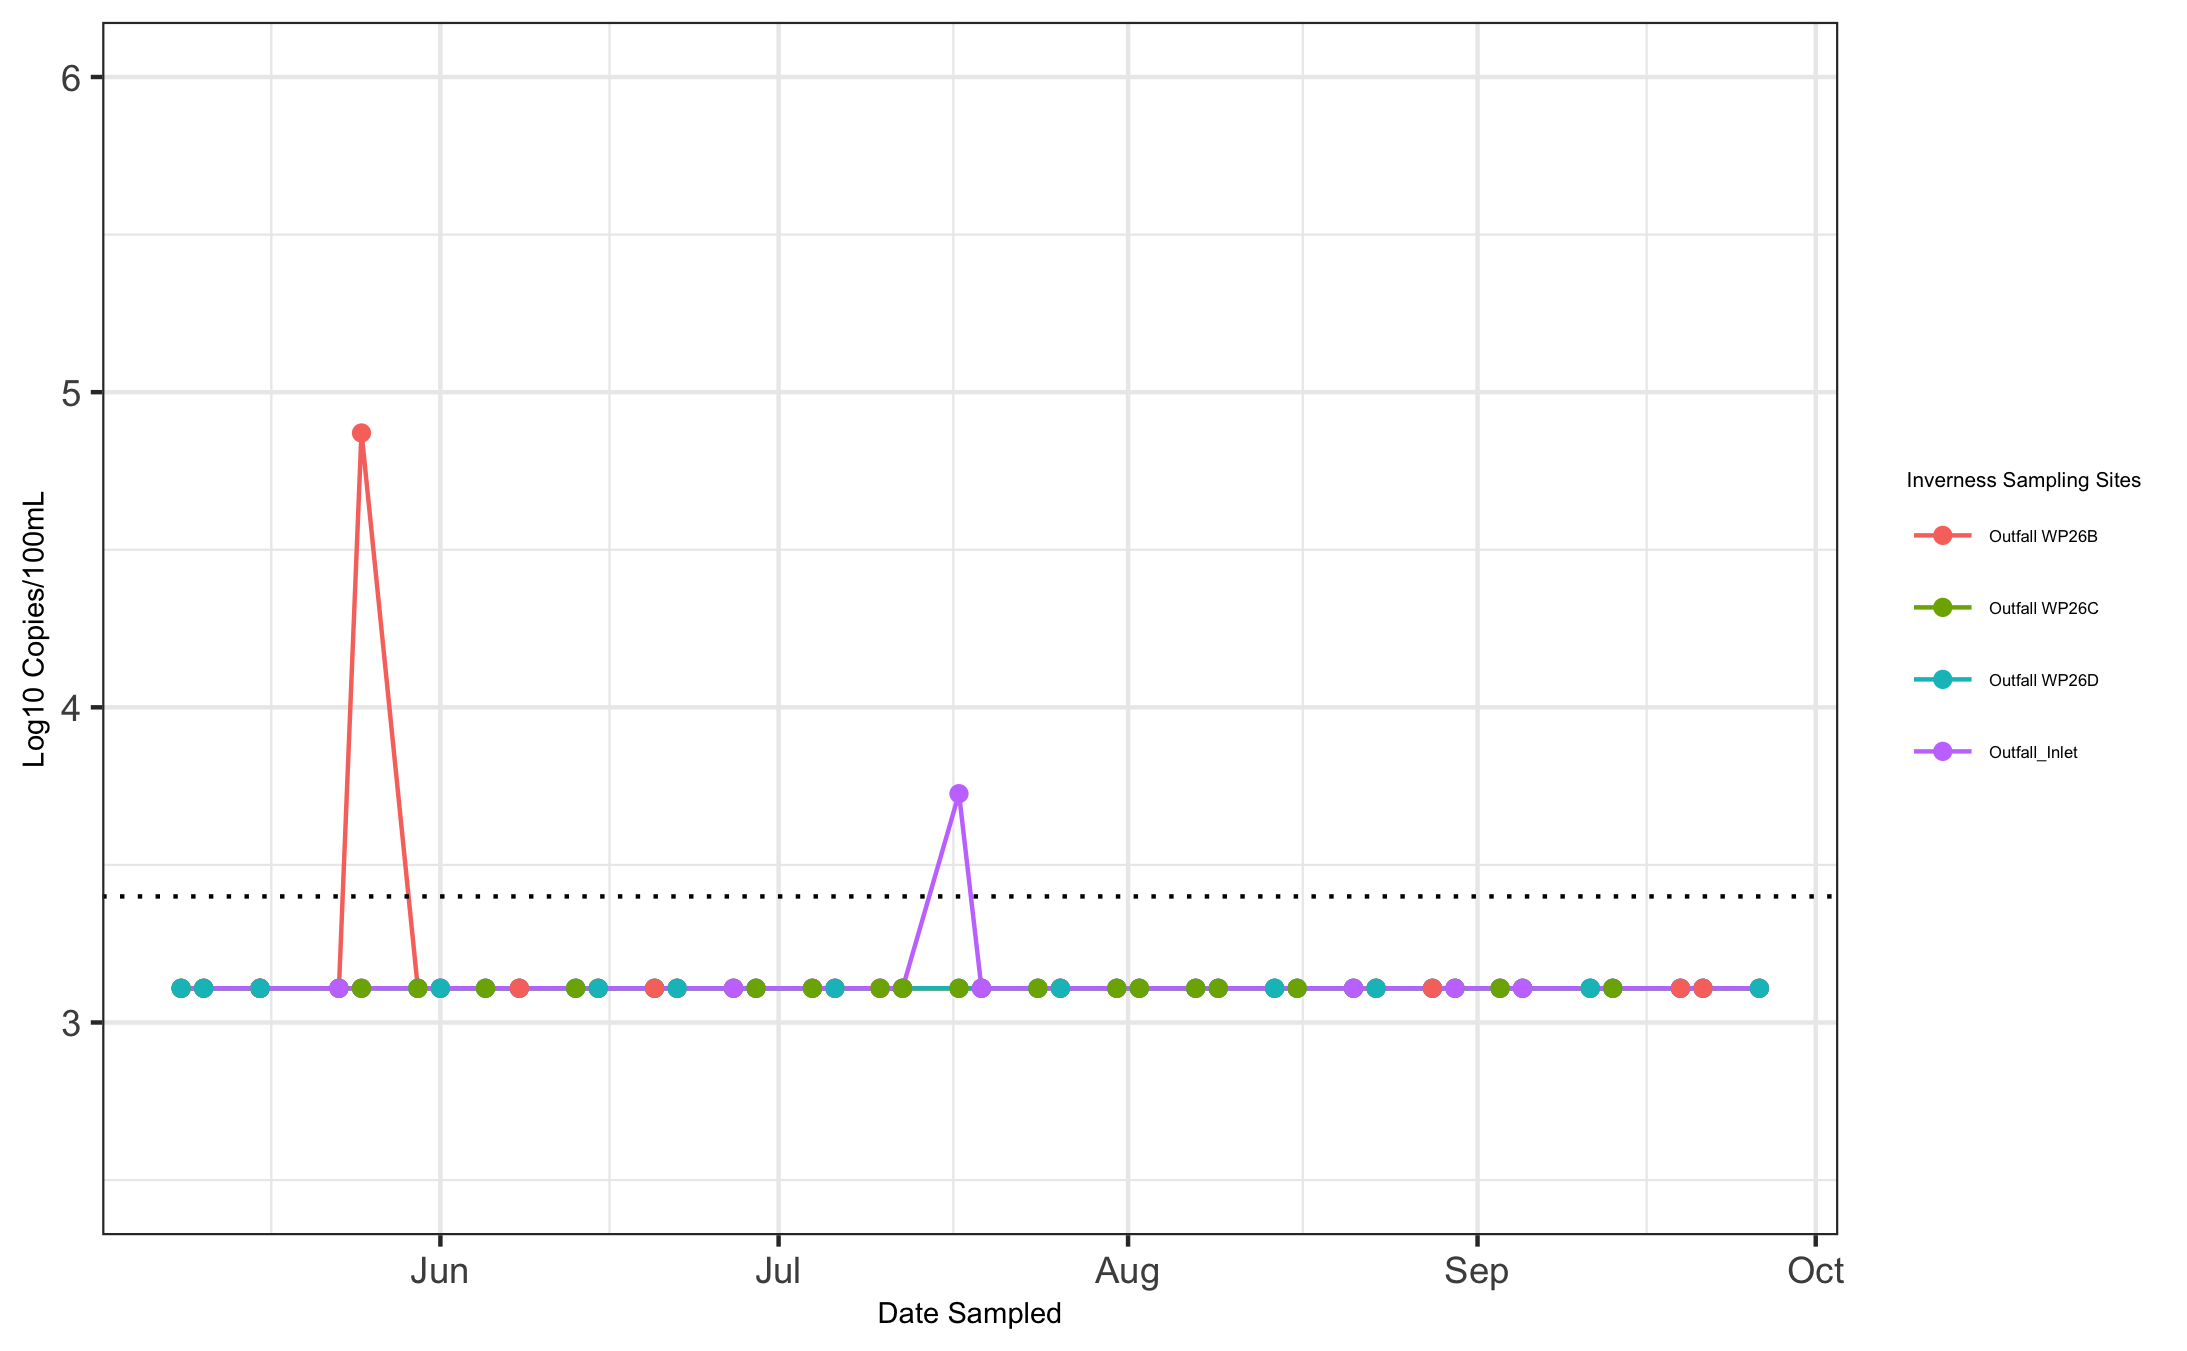 6
5
4
3
Log10 Copies/100mL
Jun
Jul
Aug
Sep
Oct
Date Sampled
Inverness Sampling Sites
Outfall WP26B
Outfall WP26C
Outfall WP26D
Outfall_Inlet